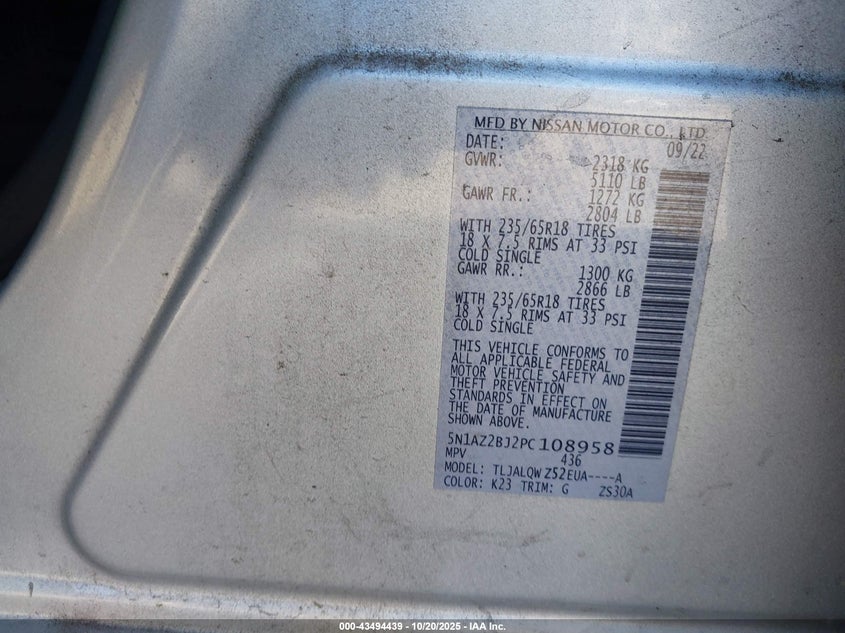 MFD BY NISSAN MOTOR CO., LTD.
DATE: 09/22
GVWR: 2318 KG
5110 LB
GAWR FR.: 1272 KG
2804 LB
WITH 235/65R18 TIRES
18 X 7.5 RIMS AT 33 PSI
COLD SINGLE
GAWR RR.: 1300 KG
2866 LB
WITH 235/65R18 TIRES
18 X 7.5 RIMS AT 33 PSI
COLD SINGLE
THIS VEHICLE CONFORMS TO
ALL APPLICABLE FEDERAL
MOTOR VEHICLE SAFETY AND
THEFT PREVENTION
STANDARDS IN EFFECT ON
THE DATE OF MANUFACTURE
SHOWN ABOVE.
5N1AZ2BJ2PC108958
MPV 436
MODEL: TLJALQW Z52EUA----A
COLOR: K23 TRIM: G ZS30A
000-43494439 - 10/20/2025 - IAA Inc.